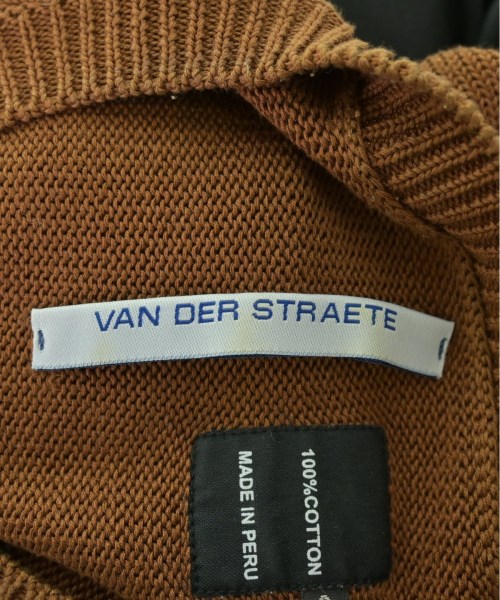 VAN DER STRAETE
100%COTTON
MADE IN PERU